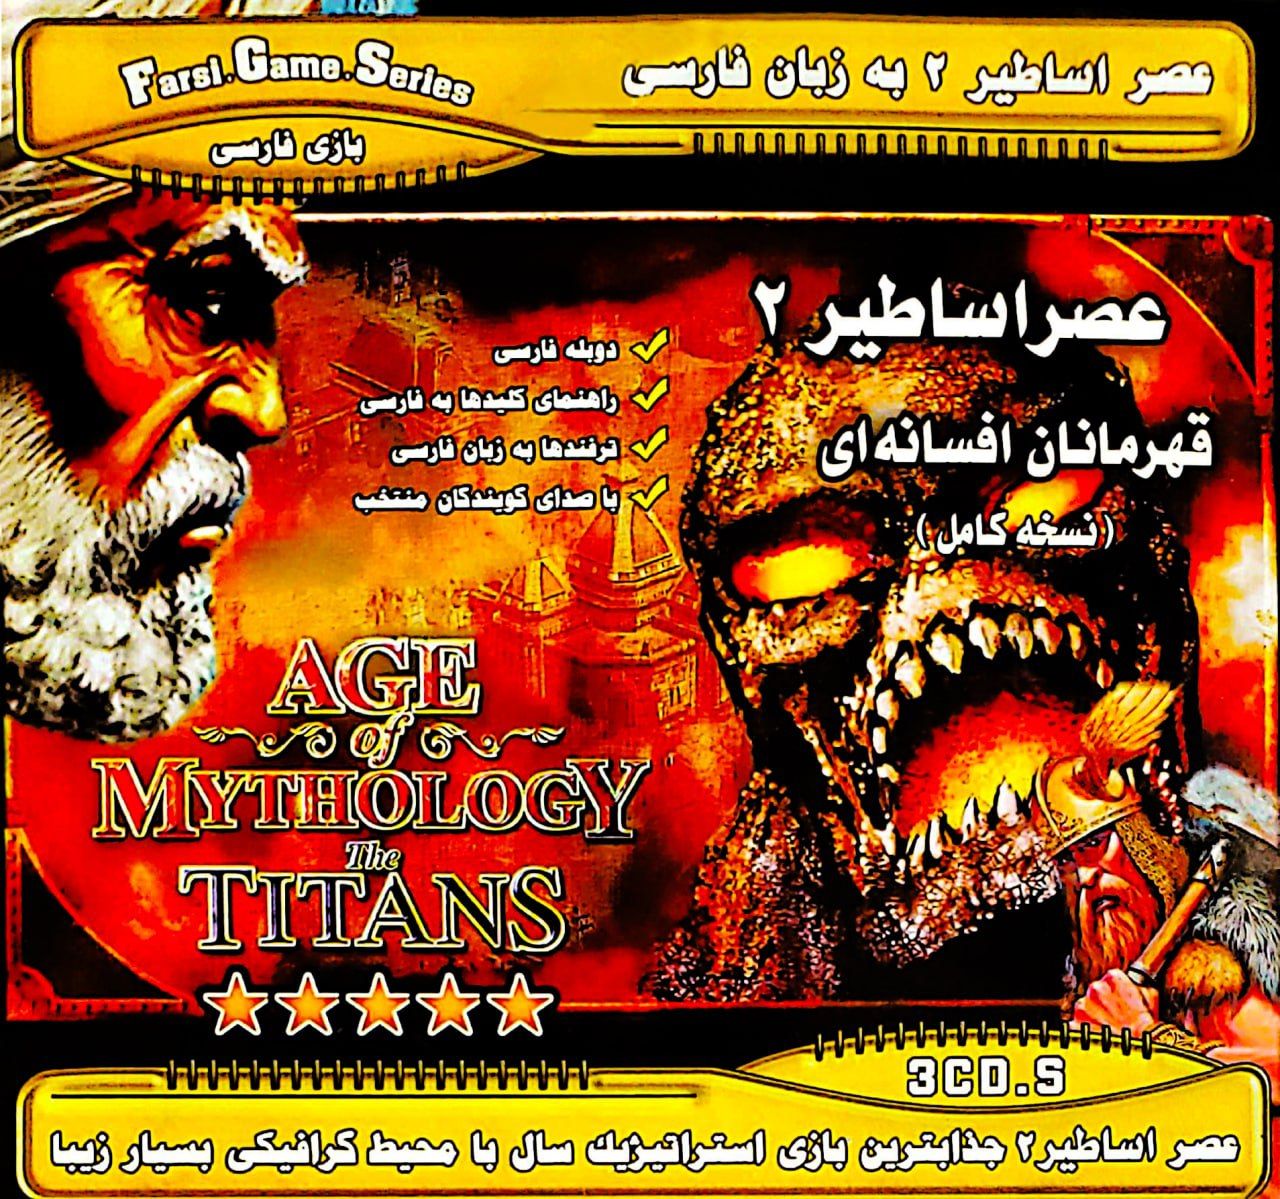 Farsi.Game.Series
بازی فارسی
عصر اساطیر ۲ به زبان فارسی
عصر اساطیر ۲
قهرمانان افسانه‌ای
(نسخه کامل)
دوبله فارسی
راهنمای کلیدها به فارسی
ترفندها به زبان فارسی
با صدای گویندگان منتخب
AGE
of
MYTHOLOGY
The
TITANS
3CD.S
عصر اساطیر۲ جذابترین بازی استراتیژیک سال با محیط گرافیکی بسیار زیبا